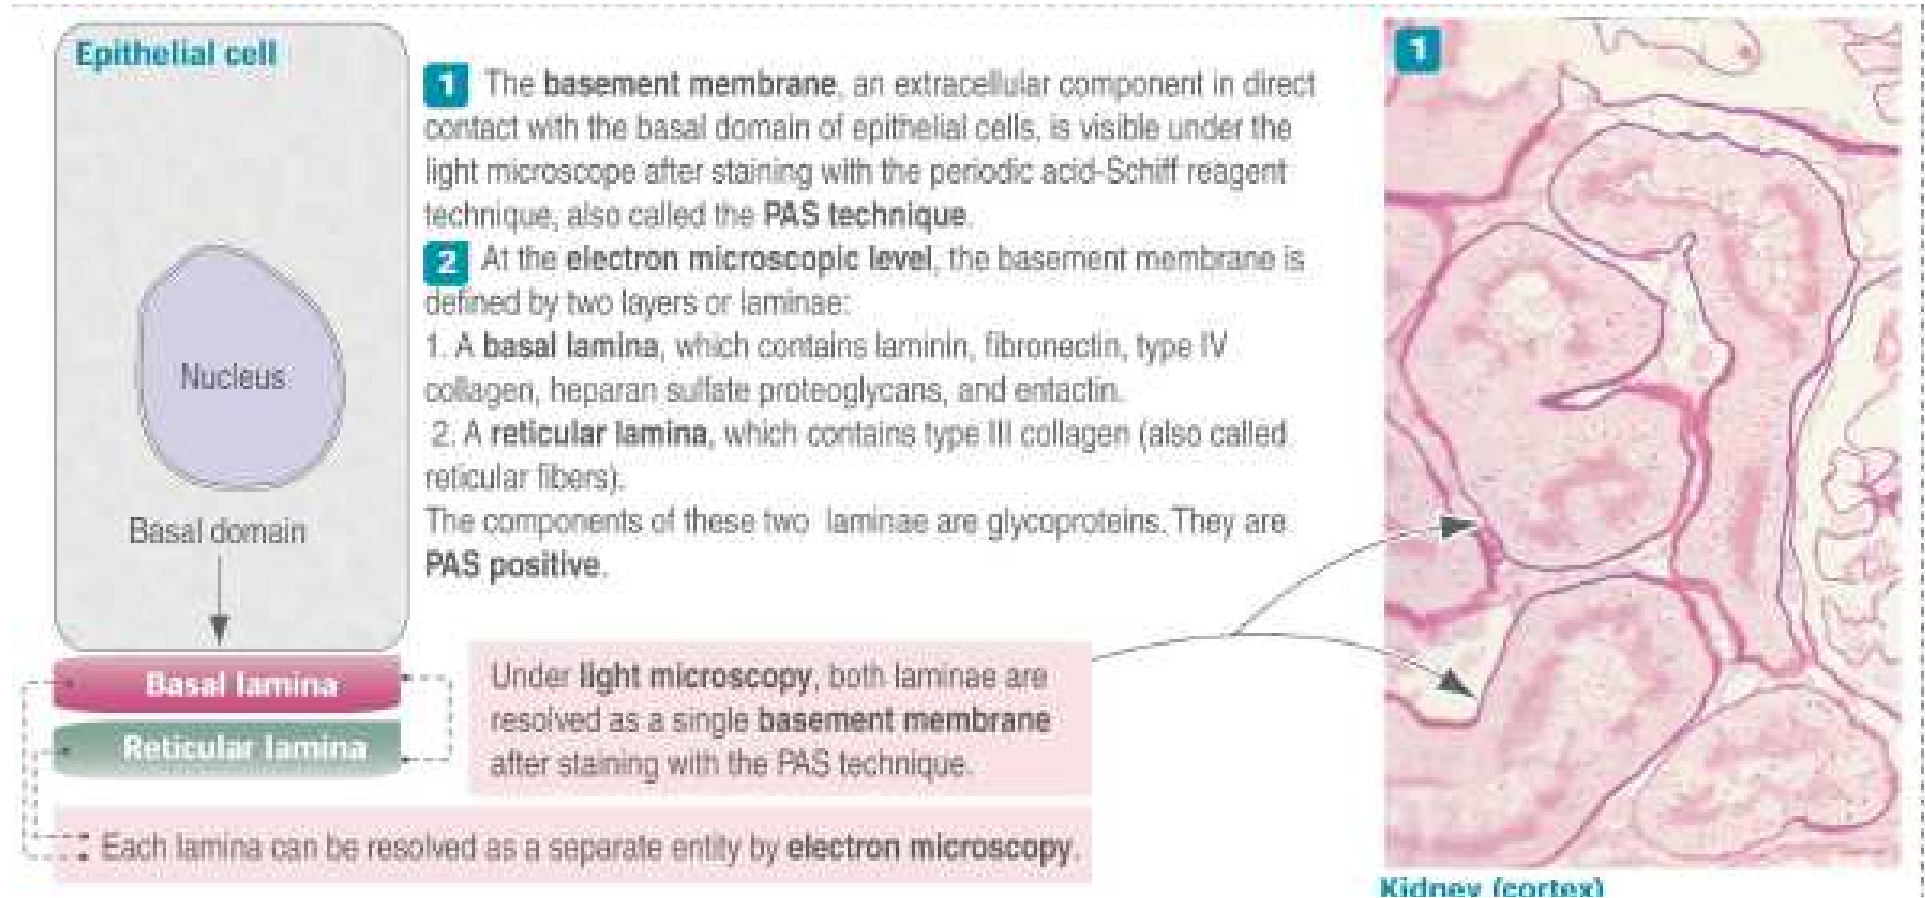 Epithelial cell
Nucleus
Basal domain
Basal lamina
Reticular lamina
1 The basement membrane, an extracellular component in direct
contact with the basal domain of epithelial cells, is visible under the
light microscope after staining with the periodic acid-Schiff reagent
technique, also called the PAS technique.
2 At the electron microscopic level, the basement membrane is
defined by two layers or laminae:
1. A basal lamina, which contains laminin, fibronectin, type IV
collagen, heparan sulfate proteoglycans, and entactin.
2. A reticular lamina, which contains type III collagen (also called
reticular fibers).
The components of these two laminae are glycoproteins. They are
PAS positive.
Under light microscopy, both laminae are
resolved as a single basement membrane
after staining with the PAS technique.
Each lamina can be resolved as a separate entity by electron microscopy.
1
Kidney (cortex)